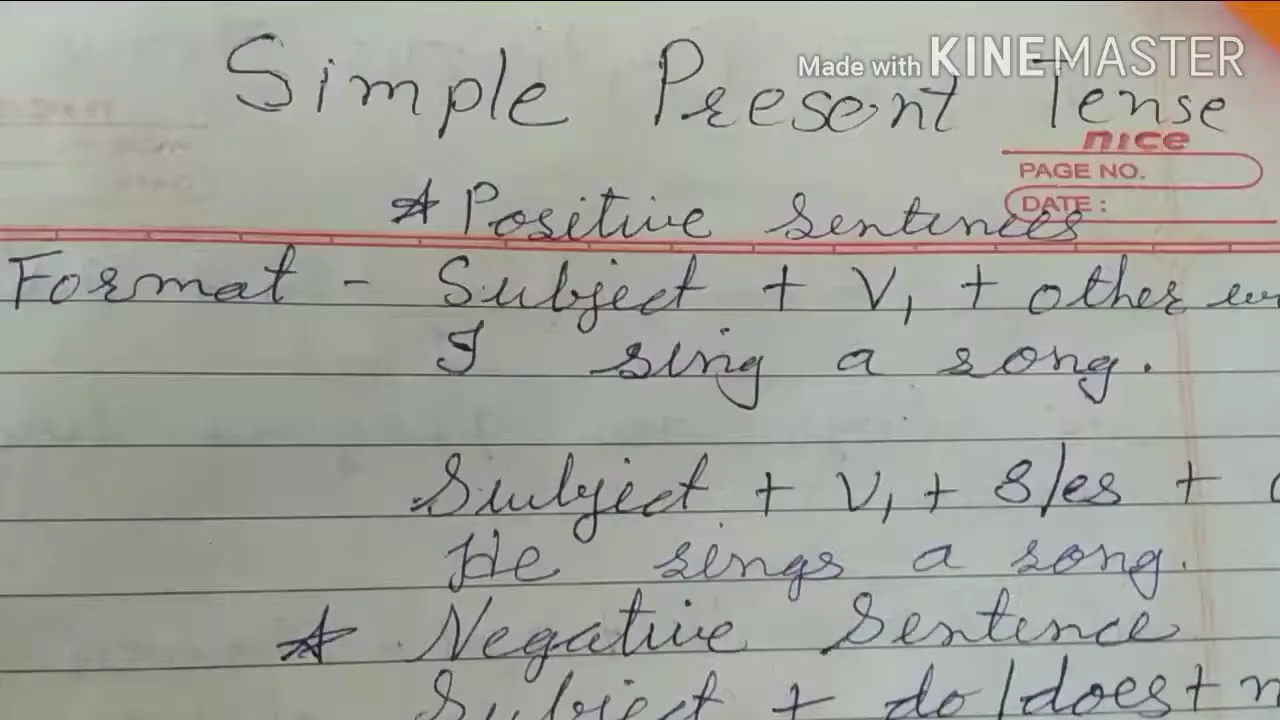 Made with KINEMASTER
Simple Present Tense
nice
PAGE NO.
DATE :
★ Positive Sentences
Format - Subject + V₁ + other
I sing a song.
Subject + V₁ + s/es +
He sings a song.
★ Negative Sentence
Subject + do/does +